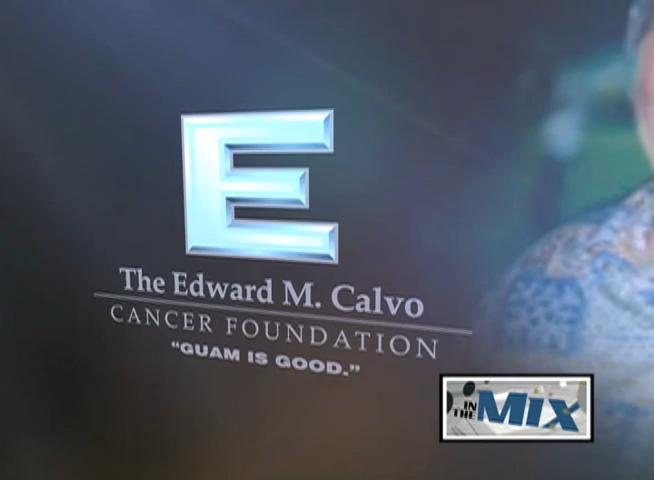 E
The Edward M. Calvo
CANCER FOUNDATION
“GUAM IS GOOD.”
IN
THE MIX